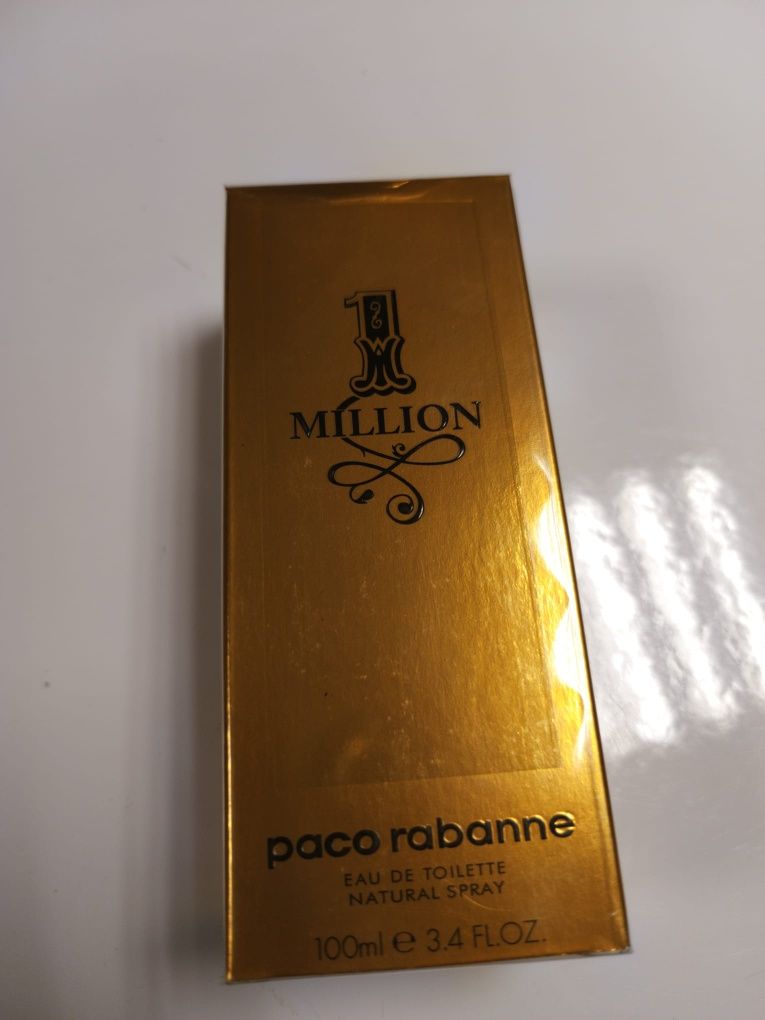 1
MILLION
paco rabanne
EAU DE TOILETTE
NATURAL SPRAY
100ml ℮ 3.4 FL.OZ.